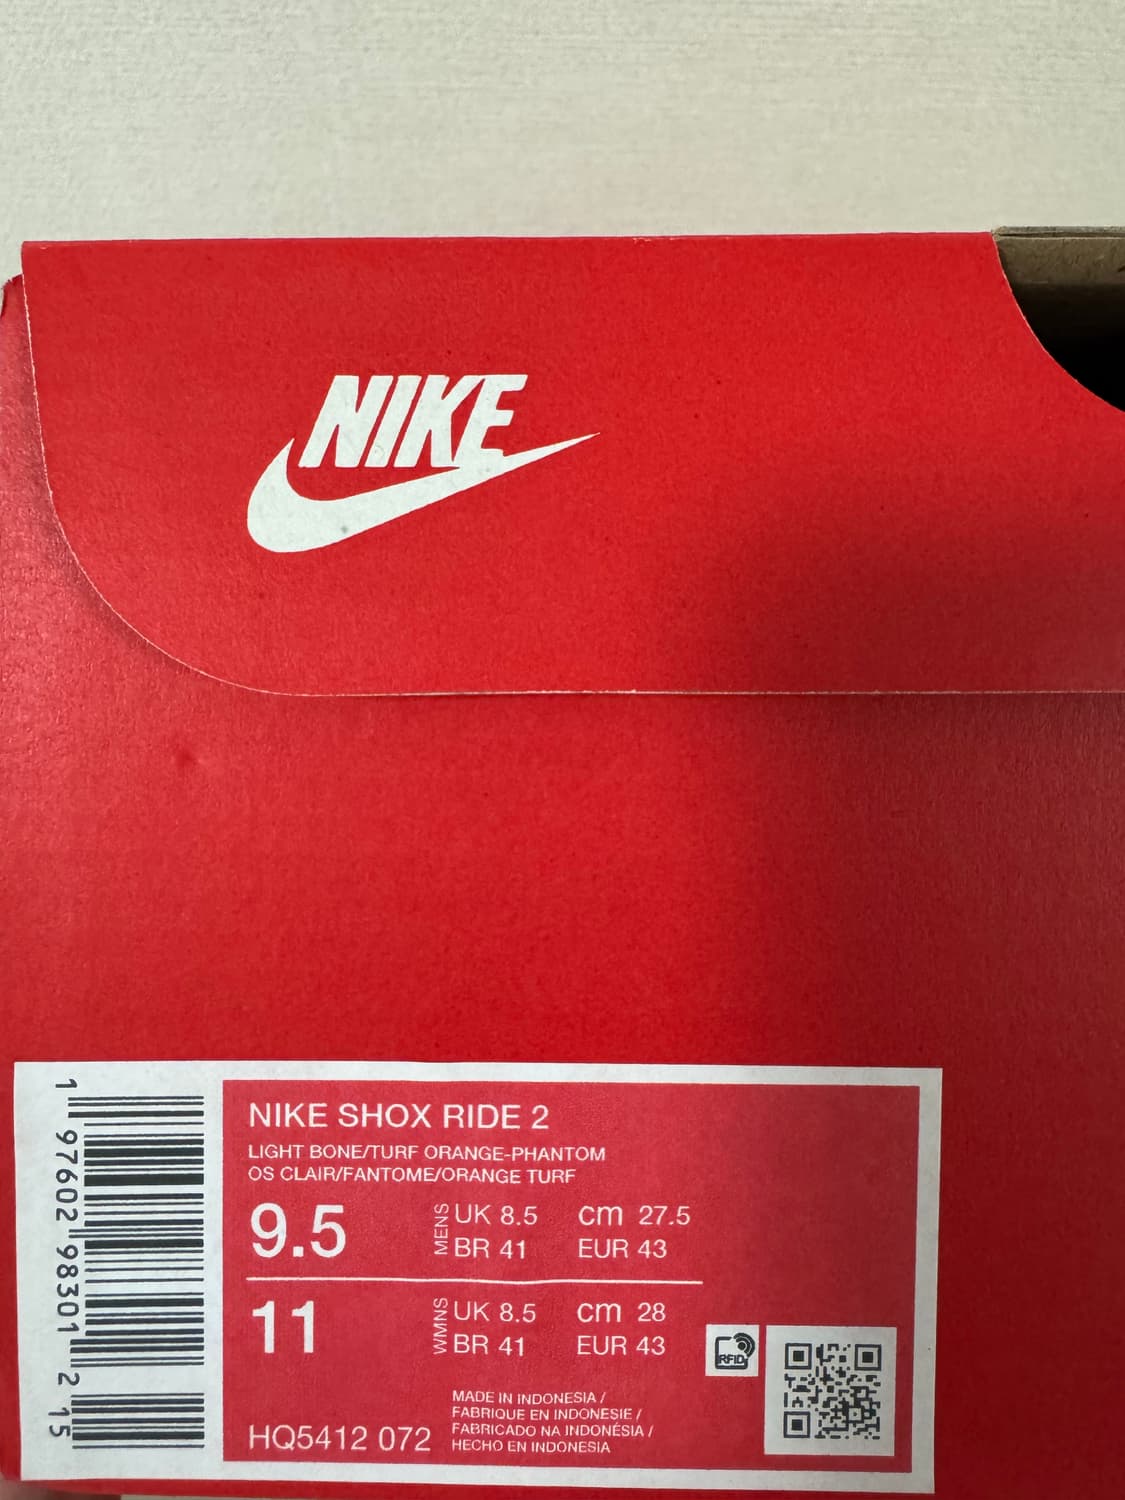 NIKE
1 97602 98301 2 15
NIKE SHOX RIDE 2
LIGHT BONE/TURF ORANGE-PHANTOM
OS CLAIR/FANTOME/ORANGE TURF
9.5 MENS UK 8.5 cm 27.5
BR 41 EUR 43
11 WMNS UK 8.5 cm 28
BR 41 EUR 43
RFID
MADE IN INDONESIA /
FABRIQUE EN INDONESIE /
FABRICADO NA INDONÉSIA /
HECHO EN INDONESIA
HQ5412 072